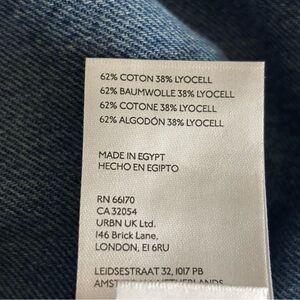 62% COTTON 38% LYOCELL
62% BAUMWOLLE 38% LYOCELL
62% COTONE 38% LYOCELL
62% ALGODÓN 38% LYOCELL
MADE IN EGYPT
HECHO EN EGIPTO
RN 66170
CA 32054
URBN UK Ltd.
146 Brick Lane,
LONDON, E1 6RU
LEIDSESTRAAT 32, 1017 PB